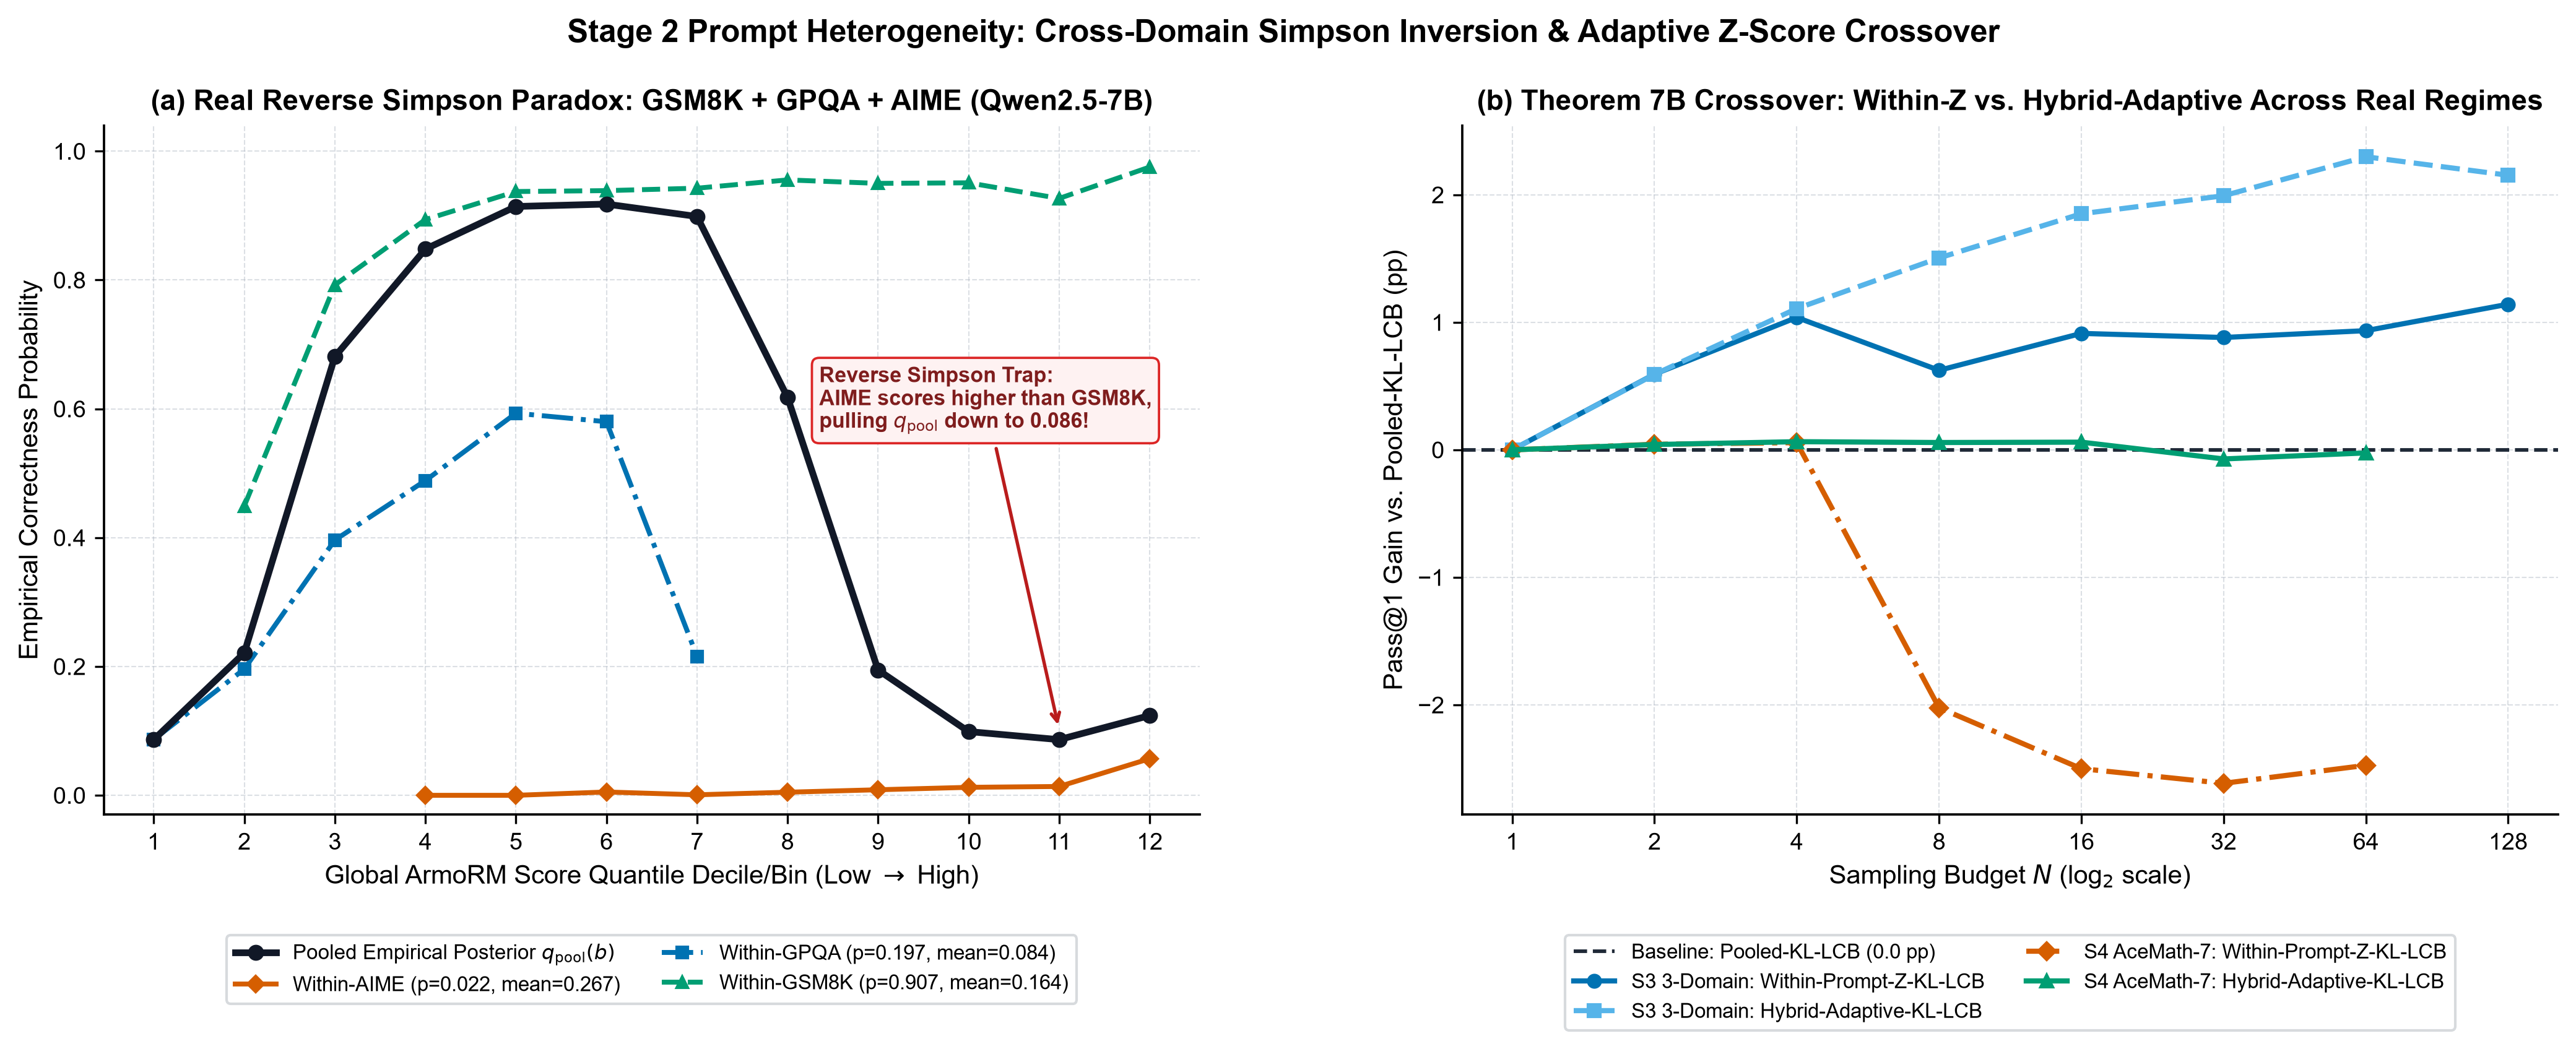 Stage 2 Prompt Heterogeneity: Cross-Domain Simpson Inversion & Adaptive Z-Score Crossover
(a) Real Reverse Simpson Paradox: GSM8K + GPQA + AIME (Qwen2.5-7B)
Empirical Correctness Probability
1.0
0.8
0.6
0.4
0.2
0.0
Reverse Simpson Trap:
AIME scores higher than GSM8K,
pulling q_pool down to 0.086!
1 2 3 4 5 6 7 8 9 10 11 12
Global ArmoRM Score Quantile Decile/Bin (Low → High)
Pooled Empirical Posterior q_pool(b)
Within-AIME (p=0.022, mean=0.267)
Within-GPQA (p=0.197, mean=0.084)
Within-GSM8K (p=0.907, mean=0.164)
(b) Theorem 7B Crossover: Within-Z vs. Hybrid-Adaptive Across Real Regimes
Pass@1 Gain vs. Pooled-KL-LCB (pp)
2
1
0
−1
−2
1 2 4 8 16 32 64 128
Sampling Budget N (log₂ scale)
Baseline: Pooled-KL-LCB (0.0 pp)
S3 3-Domain: Within-Prompt-Z-KL-LCB
S3 3-Domain: Hybrid-Adaptive-KL-LCB
S4 AceMath-7: Within-Prompt-Z-KL-LCB
S4 AceMath-7: Hybrid-Adaptive-KL-LCB